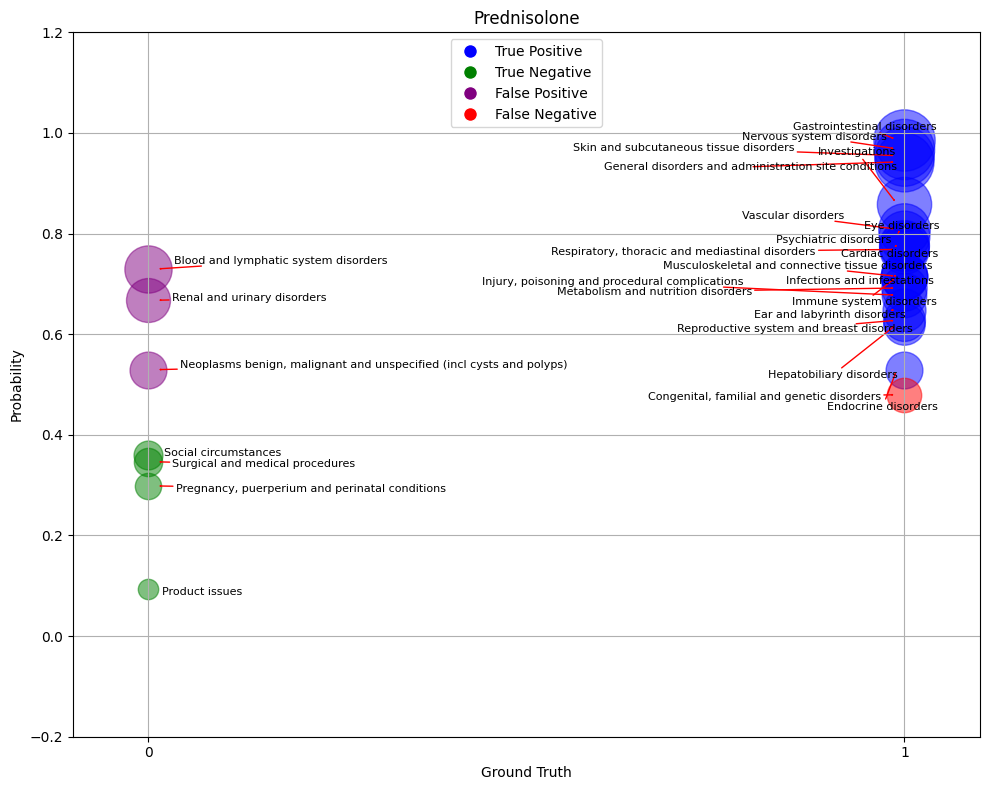 Prednisolone
True Positive
True Negative
False Positive
False Negative
1.2
1.0
0.8
0.6
0.4
0.2
0.0
−0.2
Probability
Gastrointestinal disorders
Nervous system disorders
Skin and subcutaneous tissue disorders
Investigations
General disorders and administration site conditions
Vascular disorders
Eye disorders
Psychiatric disorders
Respiratory, thoracic and mediastinal disorders
Cardiac disorders
Musculoskeletal and connective tissue disorders
Injury, poisoning and procedural complications
Infections and infestations
Metabolism and nutrition disorders
Immune system disorders
Ear and labyrinth disorders
Reproductive system and breast disorders
Hepatobiliary disorders
Congenital, familial and genetic disorders
Endocrine disorders
Blood and lymphatic system disorders
Renal and urinary disorders
Neoplasms benign, malignant and unspecified (incl cysts and polyps)
Social circumstances
Surgical and medical procedures
Pregnancy, puerperium and perinatal conditions
Product issues
0
1
Ground Truth